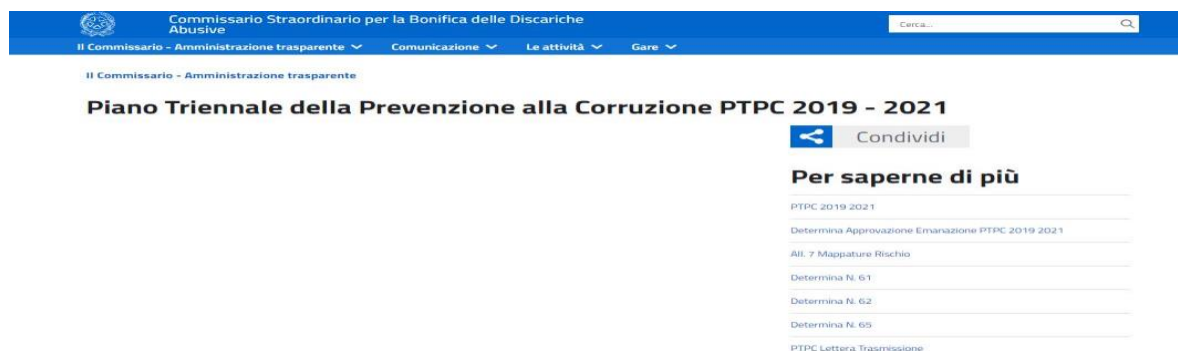 Commissario Straordinario per la Bonifica delle Discariche
Abusive
Cerca...
Il Commissario - Amministrazione trasparente
Comunicazione
Le attività
Gare
Il Commissario - Amministrazione trasparente
Piano Triennale della Prevenzione alla Corruzione PTPC 2019 - 2021
Condividi
Per saperne di più
PTPC 2019 2021
Determina Approvazione Emanazione PTPC 2019 2021
All. 7 Mappature Rischio
Determina N. 61
Determina N. 62
Determina N. 65
PTPC Lettera Trasmissione